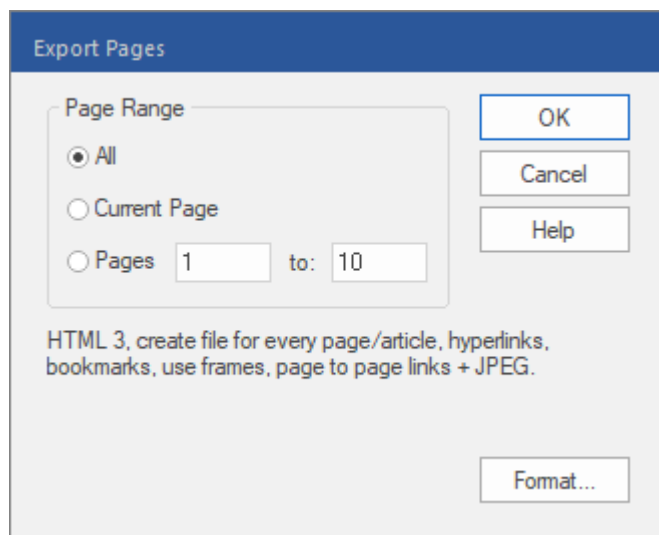 Export Pages
Page Range
All
Current Page
Pages 1 to: 10
OK
Cancel
Help
HTML 3, create file for every page/article, hyperlinks,
bookmarks, use frames, page to page links + JPEG.
Format...